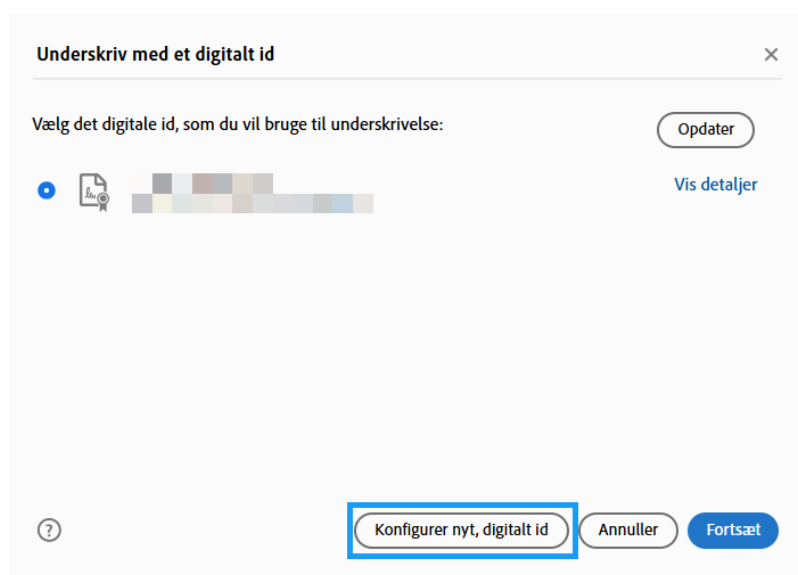 Underskriv med et digitalt id
Vælg det digitale id, som du vil bruge til underskrivelse:
Opdater
Vis detaljer
?
Konfigurer nyt, digitalt id
Annuller
Fortsæt